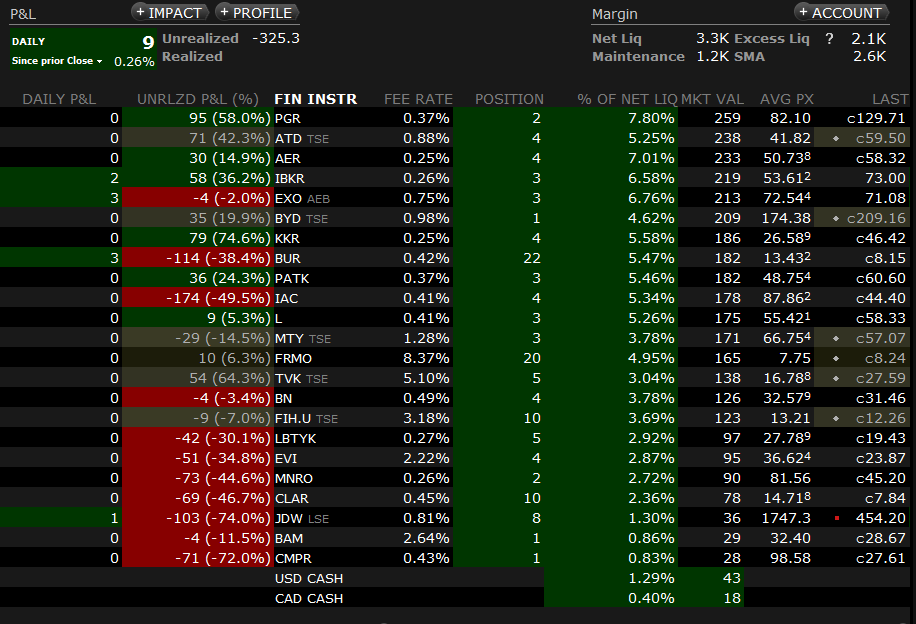 P&L + IMPACT + PROFILE Margin + ACCOUNT
DAILY 9 Unrealized -325.3 Net Liq 3.3K Excess Liq ? 2.1K
Since prior Close 0.26% Realized Maintenance 1.2K SMA 2.6K
DAILY P&L UNRLZD P&L (%) FIN INSTR FEE RATE POSITION % OF NET LIQ MKT VAL AVG PX LAST
0 95 (58.0%) PGR 0.37% 2 7.80% 259 82.10 c129.71
0 71 (42.3%) ATD TSE 0.88% 4 5.25% 238 41.82 c59.50
0 30 (14.9%) AER 0.25% 4 7.01% 233 50.73⁸ c58.32
2 58 (36.2%) IBKR 0.26% 3 6.58% 219 53.61² 73.00
3 -4 (-2.0%) EXO AEB 0.75% 3 6.76% 213 72.54⁴ 71.08
0 35 (19.9%) BYD TSE 0.98% 1 4.62% 209 174.38 c209.16
0 79 (74.6%) KKR 0.25% 4 5.58% 186 26.58⁹ c46.42
3 -114 (-38.4%) BUR 0.42% 22 5.47% 182 13.43² c8.15
0 36 (24.3%) PATK 0.37% 3 5.46% 182 48.75⁴ c60.60
0 -174 (-49.5%) IAC 0.41% 4 5.34% 178 87.86² c44.40
0 9 (5.3%) L 0.41% 3 5.26% 175 55.42¹ c58.33
0 -29 (-14.5%) MTY TSE 1.28% 3 3.78% 171 66.75⁴ c57.07
0 10 (6.3%) FRMO 8.37% 20 4.95% 165 7.75 c8.24
0 54 (64.3%) TVK TSE 5.10% 5 3.04% 138 16.78⁸ c27.59
0 -4 (-3.4%) BN 0.49% 4 3.78% 126 32.57⁹ c31.46
0 -9 (-7.0%) FIH.U TSE 3.18% 10 3.69% 123 13.21 c12.26
0 -42 (-30.1%) LBTYK 0.27% 5 2.92% 97 27.78⁹ c19.43
0 -51 (-34.8%) EVI 2.22% 4 2.87% 95 36.62⁴ c23.87
0 -73 (-44.6%) MNRO 0.26% 2 2.72% 90 81.56 c45.20
0 -69 (-46.7%) CLAR 0.45% 10 2.36% 78 14.71⁸ c7.84
1 -103 (-74.0%) JDW LSE 0.81% 8 1.30% 36 1747.3 454.20
0 -4 (-11.5%) BAM 2.64% 1 0.86% 29 32.40 c28.67
0 -71 (-72.0%) CMPR 0.43% 1 0.83% 28 98.58 c27.61
USD CASH 1.29% 43
CAD CASH 0.40% 18